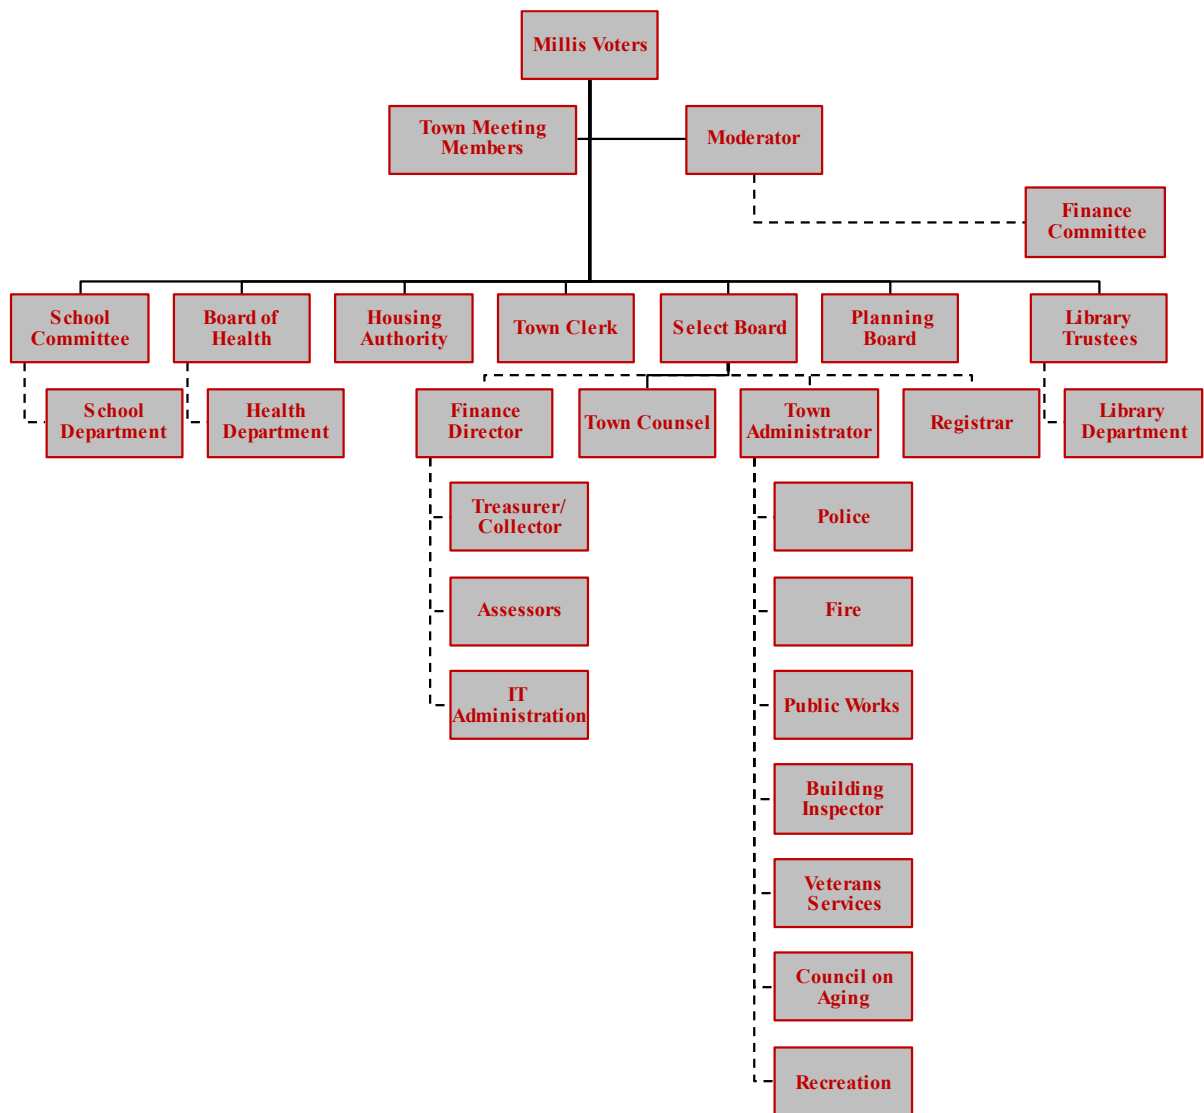 Millis Voters
Town Meeting
Members
Moderator
Finance
Committee
School
Committee
Board of
Health
Housing
Authority
Town Clerk
Select Board
Planning
Board
Library
Trustees
School
Department
Health
Department
Finance
Director
Town Counsel
Town
Administrator
Registrar
Library
Department
Treasurer/
Collector
Police
Assessors
Fire
IT
Administration
Public Works
Building
Inspector
Veterans
Services
Council on
Aging
Recreation